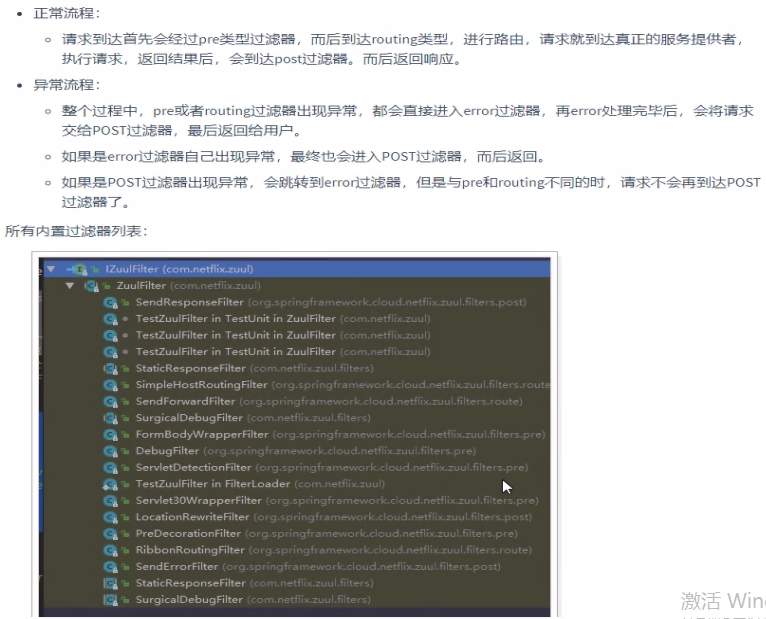 正常流程：
请求到达首先会经过pre类型过滤器，而后到达routing类型，进行路由，请求就到达真正的服务提供者，
执行请求，返回结果后，会到达post过滤器。而后返回响应。
异常流程：
整个过程中，pre或者routing过滤器出现异常，都会直接进入error过滤器，再error处理完毕后，会将请求
交给POST过滤器，最后返回给用户。
如果是error过滤器自己出现异常，最终也会进入POST过滤器，而后返回。
如果是POST过滤器出现异常，会跳转到error过滤器，但是与pre和routing不同的时，请求不会再到达POST
过滤器了。
所有内置过滤器列表：
IZuulFilter (com.netflix.zuul)
ZuulFilter (com.netflix.zuul)
SendResponseFilter (org.springframework.cloud.netflix.zuul.filters.post)
TestZuulFilter in TestUnit in ZuulFilter (com.netflix.zuul)
TestZuulFilter in TestUnit in ZuulFilter (com.netflix.zuul)
TestZuulFilter in TestUnit in ZuulFilter (com.netflix.zuul)
StaticResponseFilter (com.netflix.zuul.filters)
SimpleHostRoutingFilter (org.springframework.cloud.netflix.zuul.filters.route
SendForwardFilter (org.springframework.cloud.netflix.zuul.filters.route)
SurgicalDebugFilter (com.netflix.zuul.filters)
FormBodyWrapperFilter (org.springframework.cloud.netflix.zuul.filters.pre)
DebugFilter (org.springframework.cloud.netflix.zuul.filters.pre)
ServletDetectionFilter (org.springframework.cloud.netflix.zuul.filters.pre)
TestZuulFilter in FilterLoader (com.netflix.zuul)
Servlet30WrapperFilter (org.springframework.cloud.netflix.zuul.filters.pre)
LocationRewriteFilter (org.springframework.cloud.netflix.zuul.filters.post)
PreDecorationFilter (org.springframework.cloud.netflix.zuul.filters.pre)
RibbonRoutingFilter (org.springframework.cloud.netflix.zuul.filters.route)
SendErrorFilter (org.springframework.cloud.netflix.zuul.filters.post)
StaticResponseFilter (com.netflix.zuul.filters)
SurgicalDebugFilter (com.netflix.zuul.filters)
激活 Win